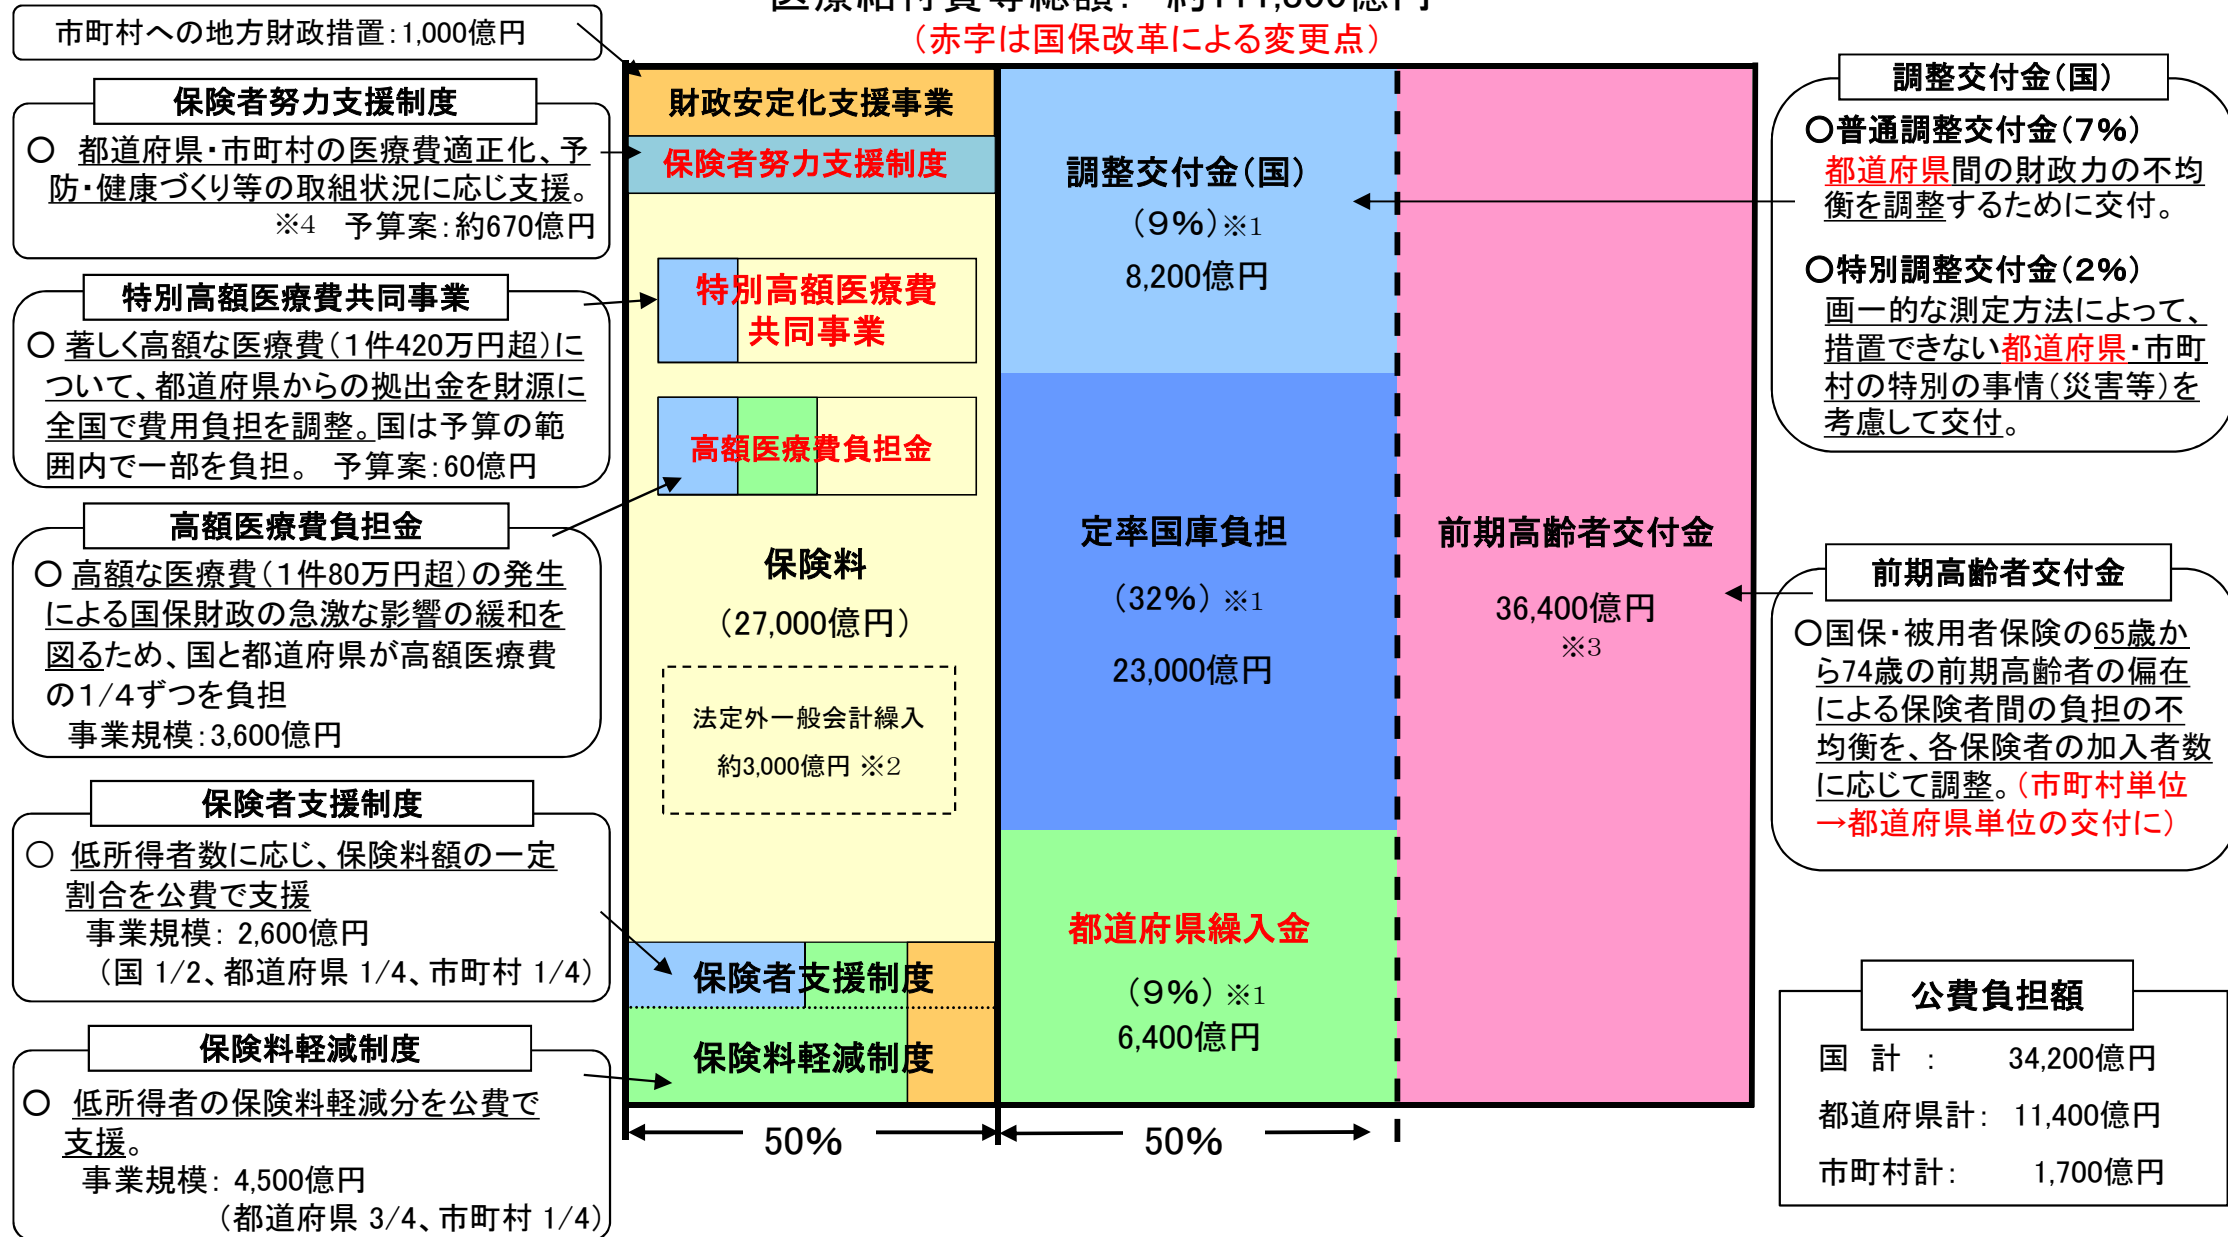 市町村への地方財政措置：1,000億円
（赤字は国保改革による変更点）
保険者努力支援制度
○ 都道府県・市町村の医療費適正化、予
防・健康づくり等の取組状況に応じ支援。
※4 予算案：約670億円
特別高額医療費共同事業
○ 著しく高額な医療費（１件420万円超）に
ついて、都道府県からの拠出金を財源に
全国で費用負担を調整。国は予算の範
囲内で一部を負担。 予算案：60億円
高額医療費負担金
○ 高額な医療費（１件80万円超）の発生
による国保財政の急激な影響の緩和を
図るため、国と都道府県が高額医療費
の１/４ずつを負担
事業規模：3,600億円
保険者支援制度
○ 低所得者数に応じ、保険料額の一定
割合を公費で支援
事業規模： 2,600億円
（国 1/2、都道府県 1/4、市町村 1/4）
保険料軽減制度
○ 低所得者の保険料軽減分を公費で
支援。
事業規模： 4,500億円
（都道府県 3/4、市町村 1/4）
財政安定化支援事業
保険者努力支援制度
特別高額医療費
共同事業
高額医療費負担金
保険料
（27,000億円）
法定外一般会計繰入
約3,000億円 ※2
保険者支援制度
保険料軽減制度
50%
調整交付金（国）
（９％）※1
8,200億円
定率国庫負担
（32％） ※1
23,000億円
都道府県繰入金
（９％） ※1
6,400億円
50%
前期高齢者交付金
36,400億円
※3
調整交付金（国）
○普通調整交付金（７％）
都道府県間の財政力の不均
衡を調整するために交付。
○特別調整交付金（２％）
画一的な測定方法によって、
措置できない都道府県・市町
村の特別の事情（災害等）を
考慮して交付。
前期高齢者交付金
○国保・被用者保険の65歳か
ら74歳の前期高齢者の偏在
による保険者間の負担の不
均衡を、各保険者の加入者数
に応じて調整。（市町村単位
→都道府県単位の交付に）
公費負担額
国 計 ： 34,200億円
都道府県計： 11,400億円
市町村計： 1,700億円